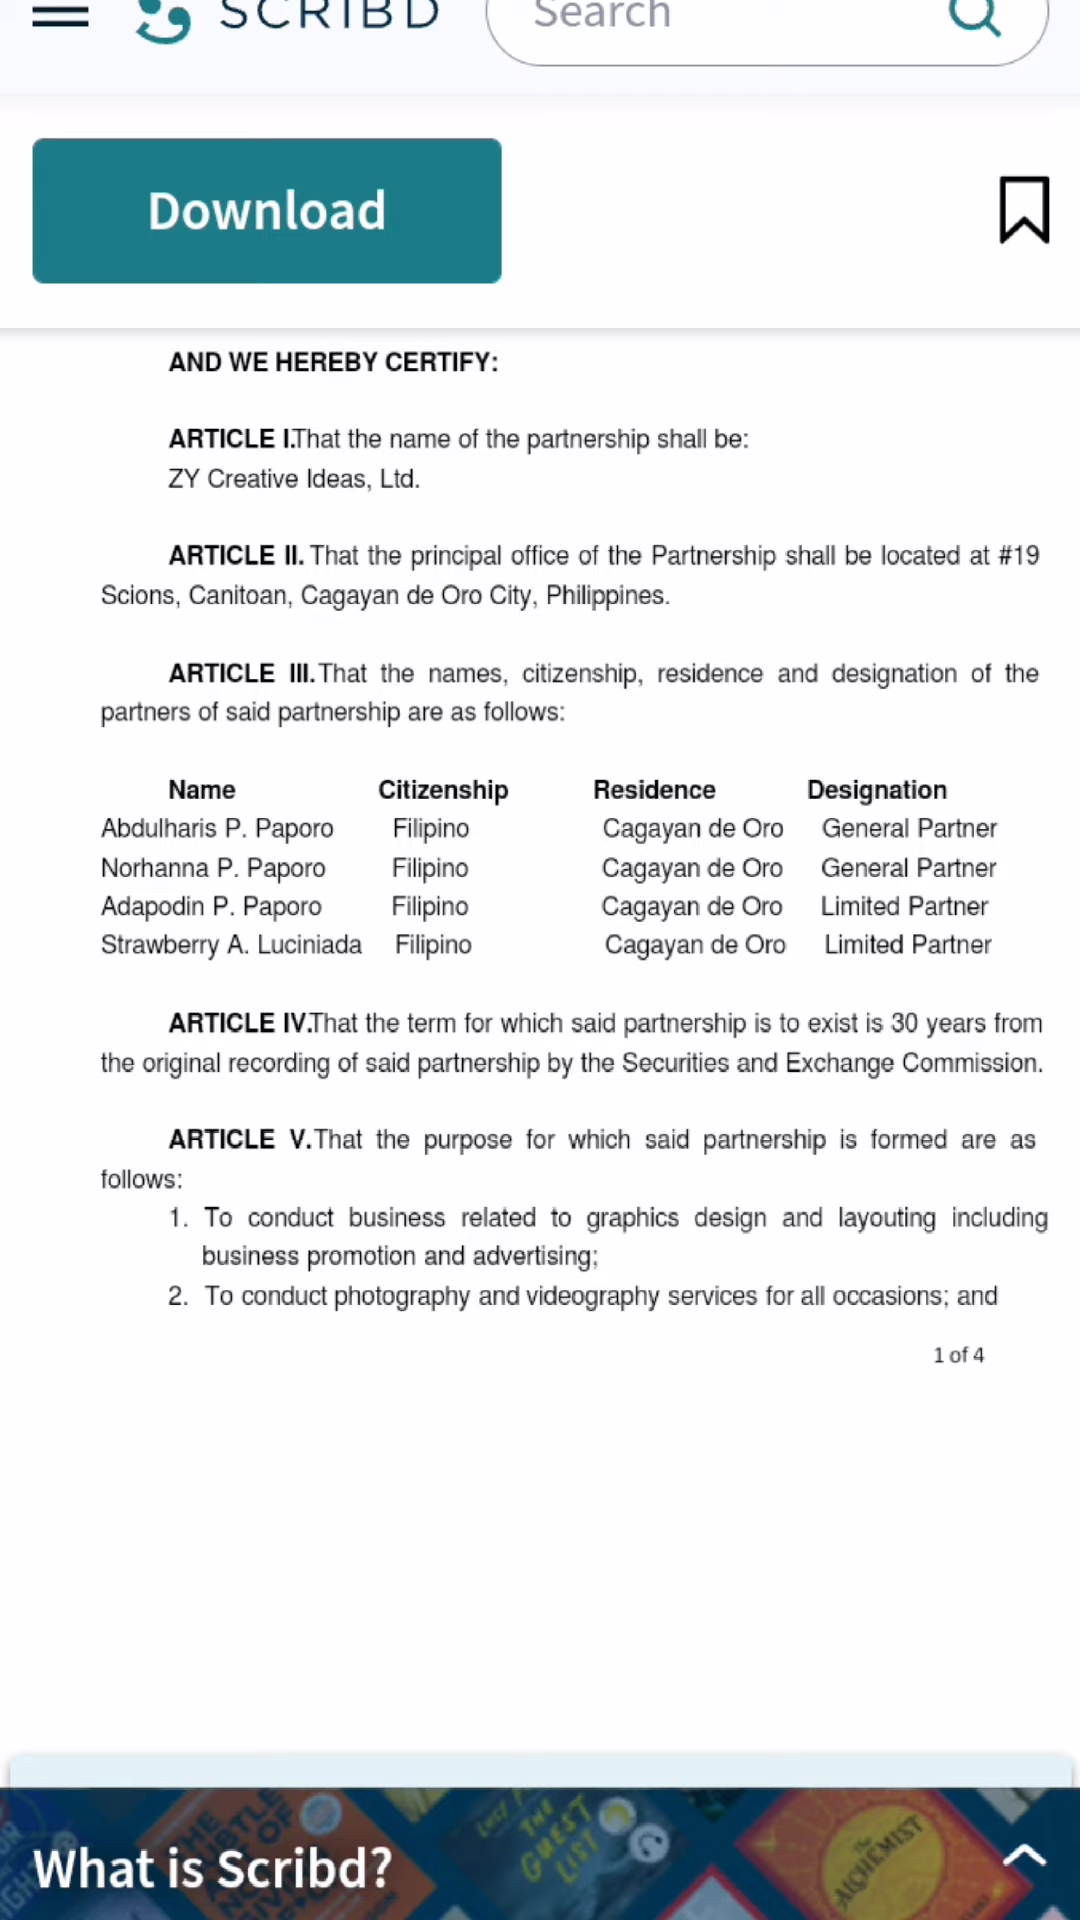 SCRIBD
Search
Download
AND WE HEREBY CERTIFY:
ARTICLE I.That the name of the partnership shall be:
ZY Creative Ideas, Ltd.
ARTICLE II. That the principal office of the Partnership shall be located at #19
Scions, Canitoan, Cagayan de Oro City, Philippines.
ARTICLE III.That the names, citizenship, residence and designation of the
partners of said partnership are as follows:
Name Citizenship Residence Designation
Abdulharis P. Paporo Filipino Cagayan de Oro General Partner
Norhanna P. Paporo Filipino Cagayan de Oro General Partner
Adapodin P. Paporo Filipino Cagayan de Oro Limited Partner
Strawberry A. Luciniada Filipino Cagayan de Oro Limited Partner
ARTICLE IV.That the term for which said partnership is to exist is 30 years from
the original recording of said partnership by the Securities and Exchange Commission.
ARTICLE V.That the purpose for which said partnership is formed are as
follows:
1. To conduct business related to graphics design and layouting including
business promotion and advertising;
2. To conduct photography and videography services for all occasions; and
1 of 4
What is Scribd?
THE
GUEST
LIST
The
ALCHEMIST